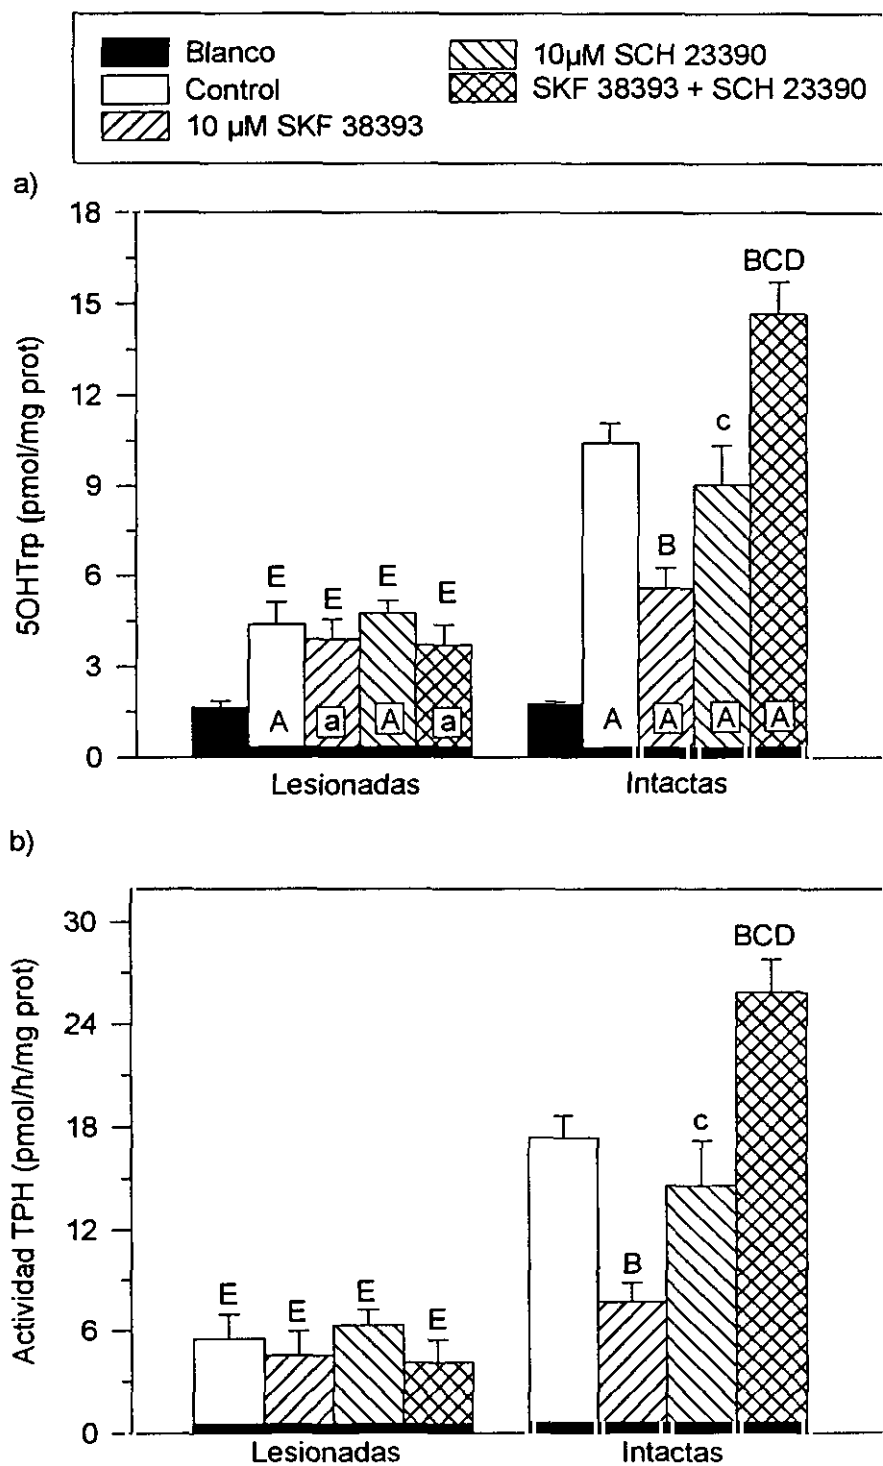 Blanco
Control
10 µM SKF 38393
10µM SCH 23390
SKF 38393 + SCH 23390
a)
5OHTrp (pmol/mg prot)
18
15
12
9
6
3
0
E
E
E
E
A
a
A
a
B
c
BCD
A
A
A
A
Lesionadas
Intactas
b)
Actividad TPH (pmol/h/mg prot)
30
24
18
12
6
0
E
E
E
E
B
c
BCD
Lesionadas
Intactas